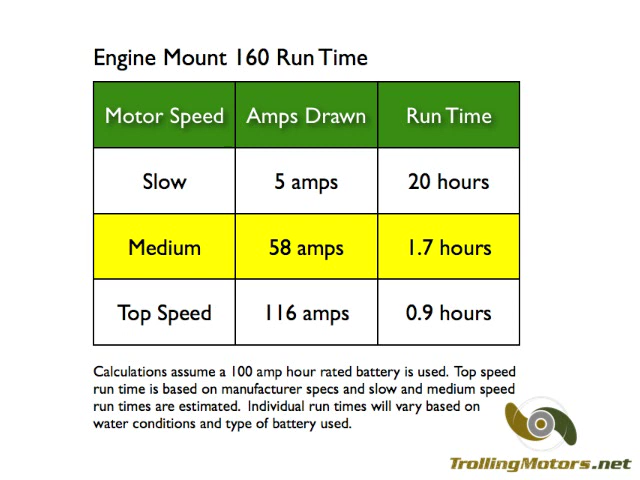 Engine Mount 160 Run Time
Motor Speed Amps Drawn Run Time
Slow 5 amps 20 hours
Medium 58 amps 1.7 hours
Top Speed 116 amps 0.9 hours
Calculations assume a 100 amp hour rated battery is used. Top speed
run time is based on manufacturer specs and slow and medium speed
run times are estimated. Individual run times will vary based on
water conditions and type of battery used.
TrollingMotors.net